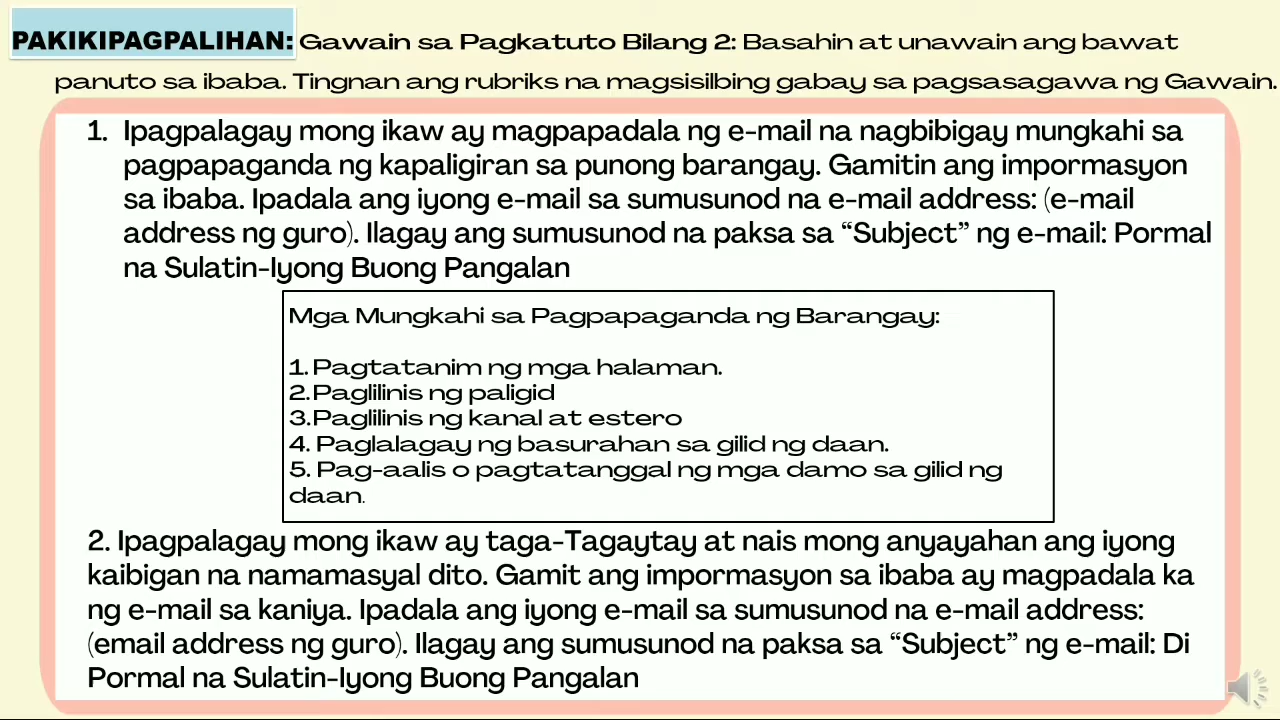 PAKIKIPAGPALIHAN: Gawain sa Pagkatuto Bilang 2: Basahin at unawain ang bawat
panuto sa ibaba. Tingnan ang rubriks na magsisilbing gabay sa pagsasagawa ng Gawain.
1. Ipagpalagay mong ikaw ay magpapadala ng e-mail na nagbibigay mungkahi sa
pagpapaganda ng kapaligiran sa punong barangay. Gamitin ang impormasyon
sa ibaba. Ipadala ang iyong e-mail sa sumusunod na e-mail address: (e-mail
address ng guro). Ilagay ang sumusunod na paksa sa “Subject” ng e-mail: Pormal
na Sulatin-Iyong Buong Pangalan
Mga Mungkahi sa Pagpapaganda ng Barangay:
1. Pagtatanim ng mga halaman.
2.Paglilinis ng paligid
3.Paglilinis ng kanal at estero
4. Paglalagay ng basurahan sa gilid ng daan.
5. Pag-aalis o pagtatanggal ng mga damo sa gilid ng
daan.
2. Ipagpalagay mong ikaw ay taga-Tagaytay at nais mong anyayahan ang iyong
kaibigan na namamasyal dito. Gamit ang impormasyon sa ibaba ay magpadala ka
ng e-mail sa kaniya. Ipadala ang iyong e-mail sa sumusunod na e-mail address:
(email address ng guro). Ilagay ang sumusunod na paksa sa “Subject” ng e-mail: Di
Pormal na Sulatin-Iyong Buong Pangalan